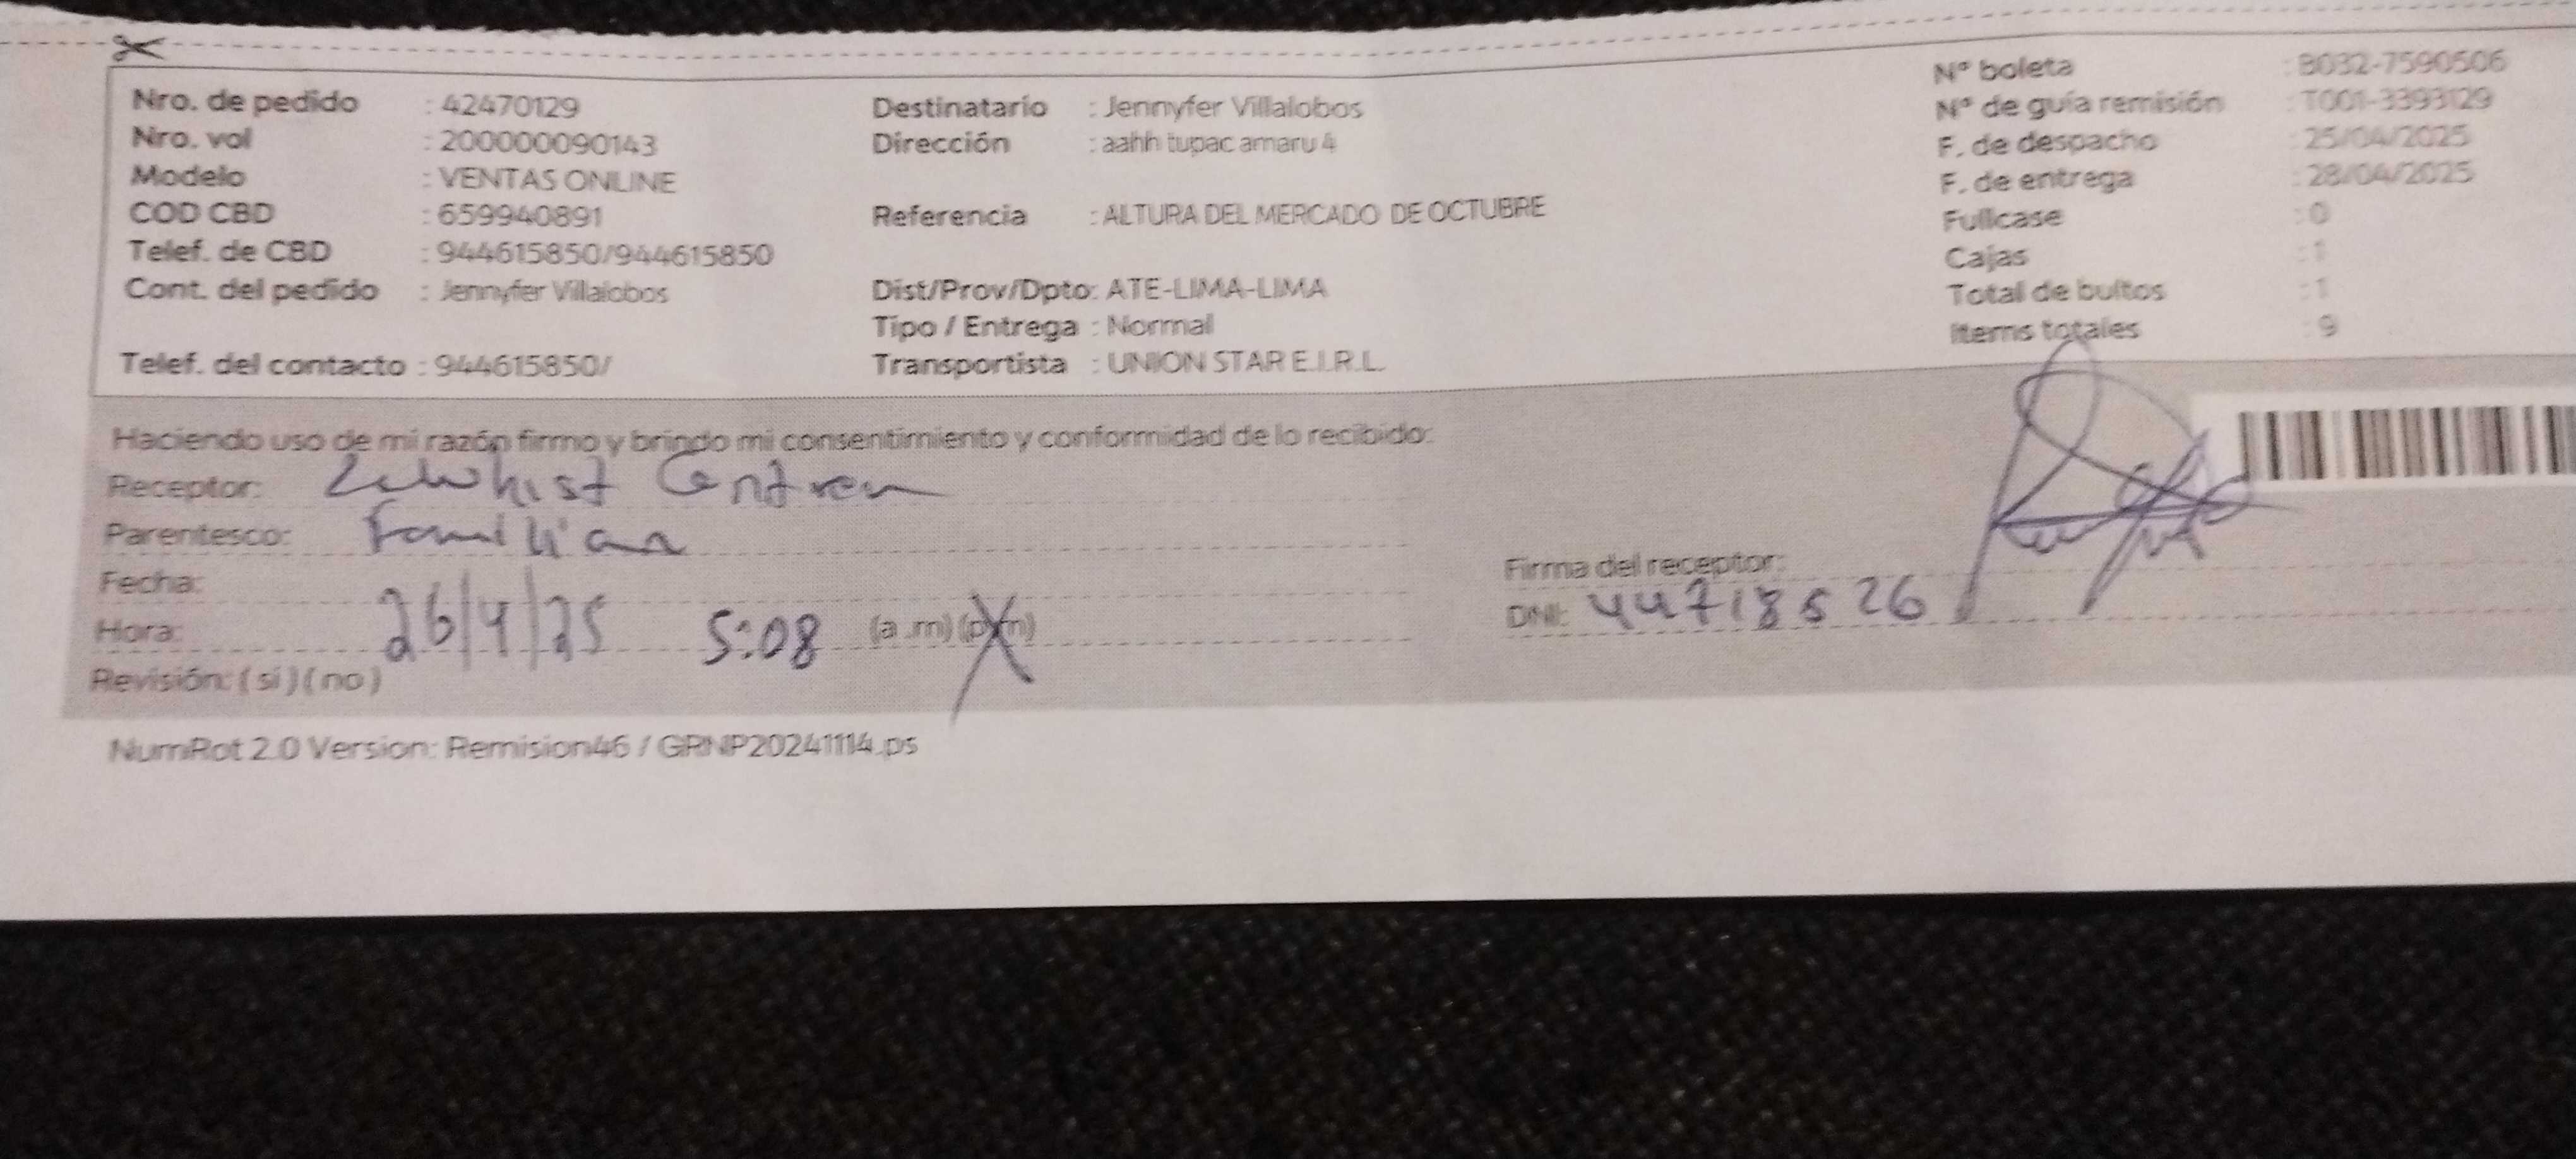 Nro. de pedido : 42470129
Nro. vol : 200000090143
Modelo : VENTAS ONLINE
COD CBD : 659940891
Telef. de CBD : 944615850/944615850
Cont. del pedido : Jennyfer Villalobos
Telef. del contacto : 944615850/
Destinatario : Jennyfer Villalobos
Dirección : aahh tupac amaru 4
Referencia : ALTURA DEL MERCADO DE OCTUBRE
Dist/Prov/Dpto: ATE-LIMA-LIMA
Tipo / Entrega : Normal
Transportista : UNION STAR E.I.R.L.
N° boleta : B032-7590506
N° de guía remisión : T001-3393129
F. de despacho : 25/04/2025
F. de entrega : 28/04/2025
Fullcase : 0
Cajas : 1
Total de bultos : 1
Items totales : 9
Haciendo uso de mi razón firmo y brindo mi consentimiento y conformidad de lo recibido:
Receptor:
Parentesco: Familiar
Fecha: 26/4/25
Hora: 5:08 (a .m) (p.m)
Revisión: ( si ) ( no )
Firma del receptor:
DNI: 44718526
NumRot 2.0 Version: Remision46 / GRNP20241114.ps